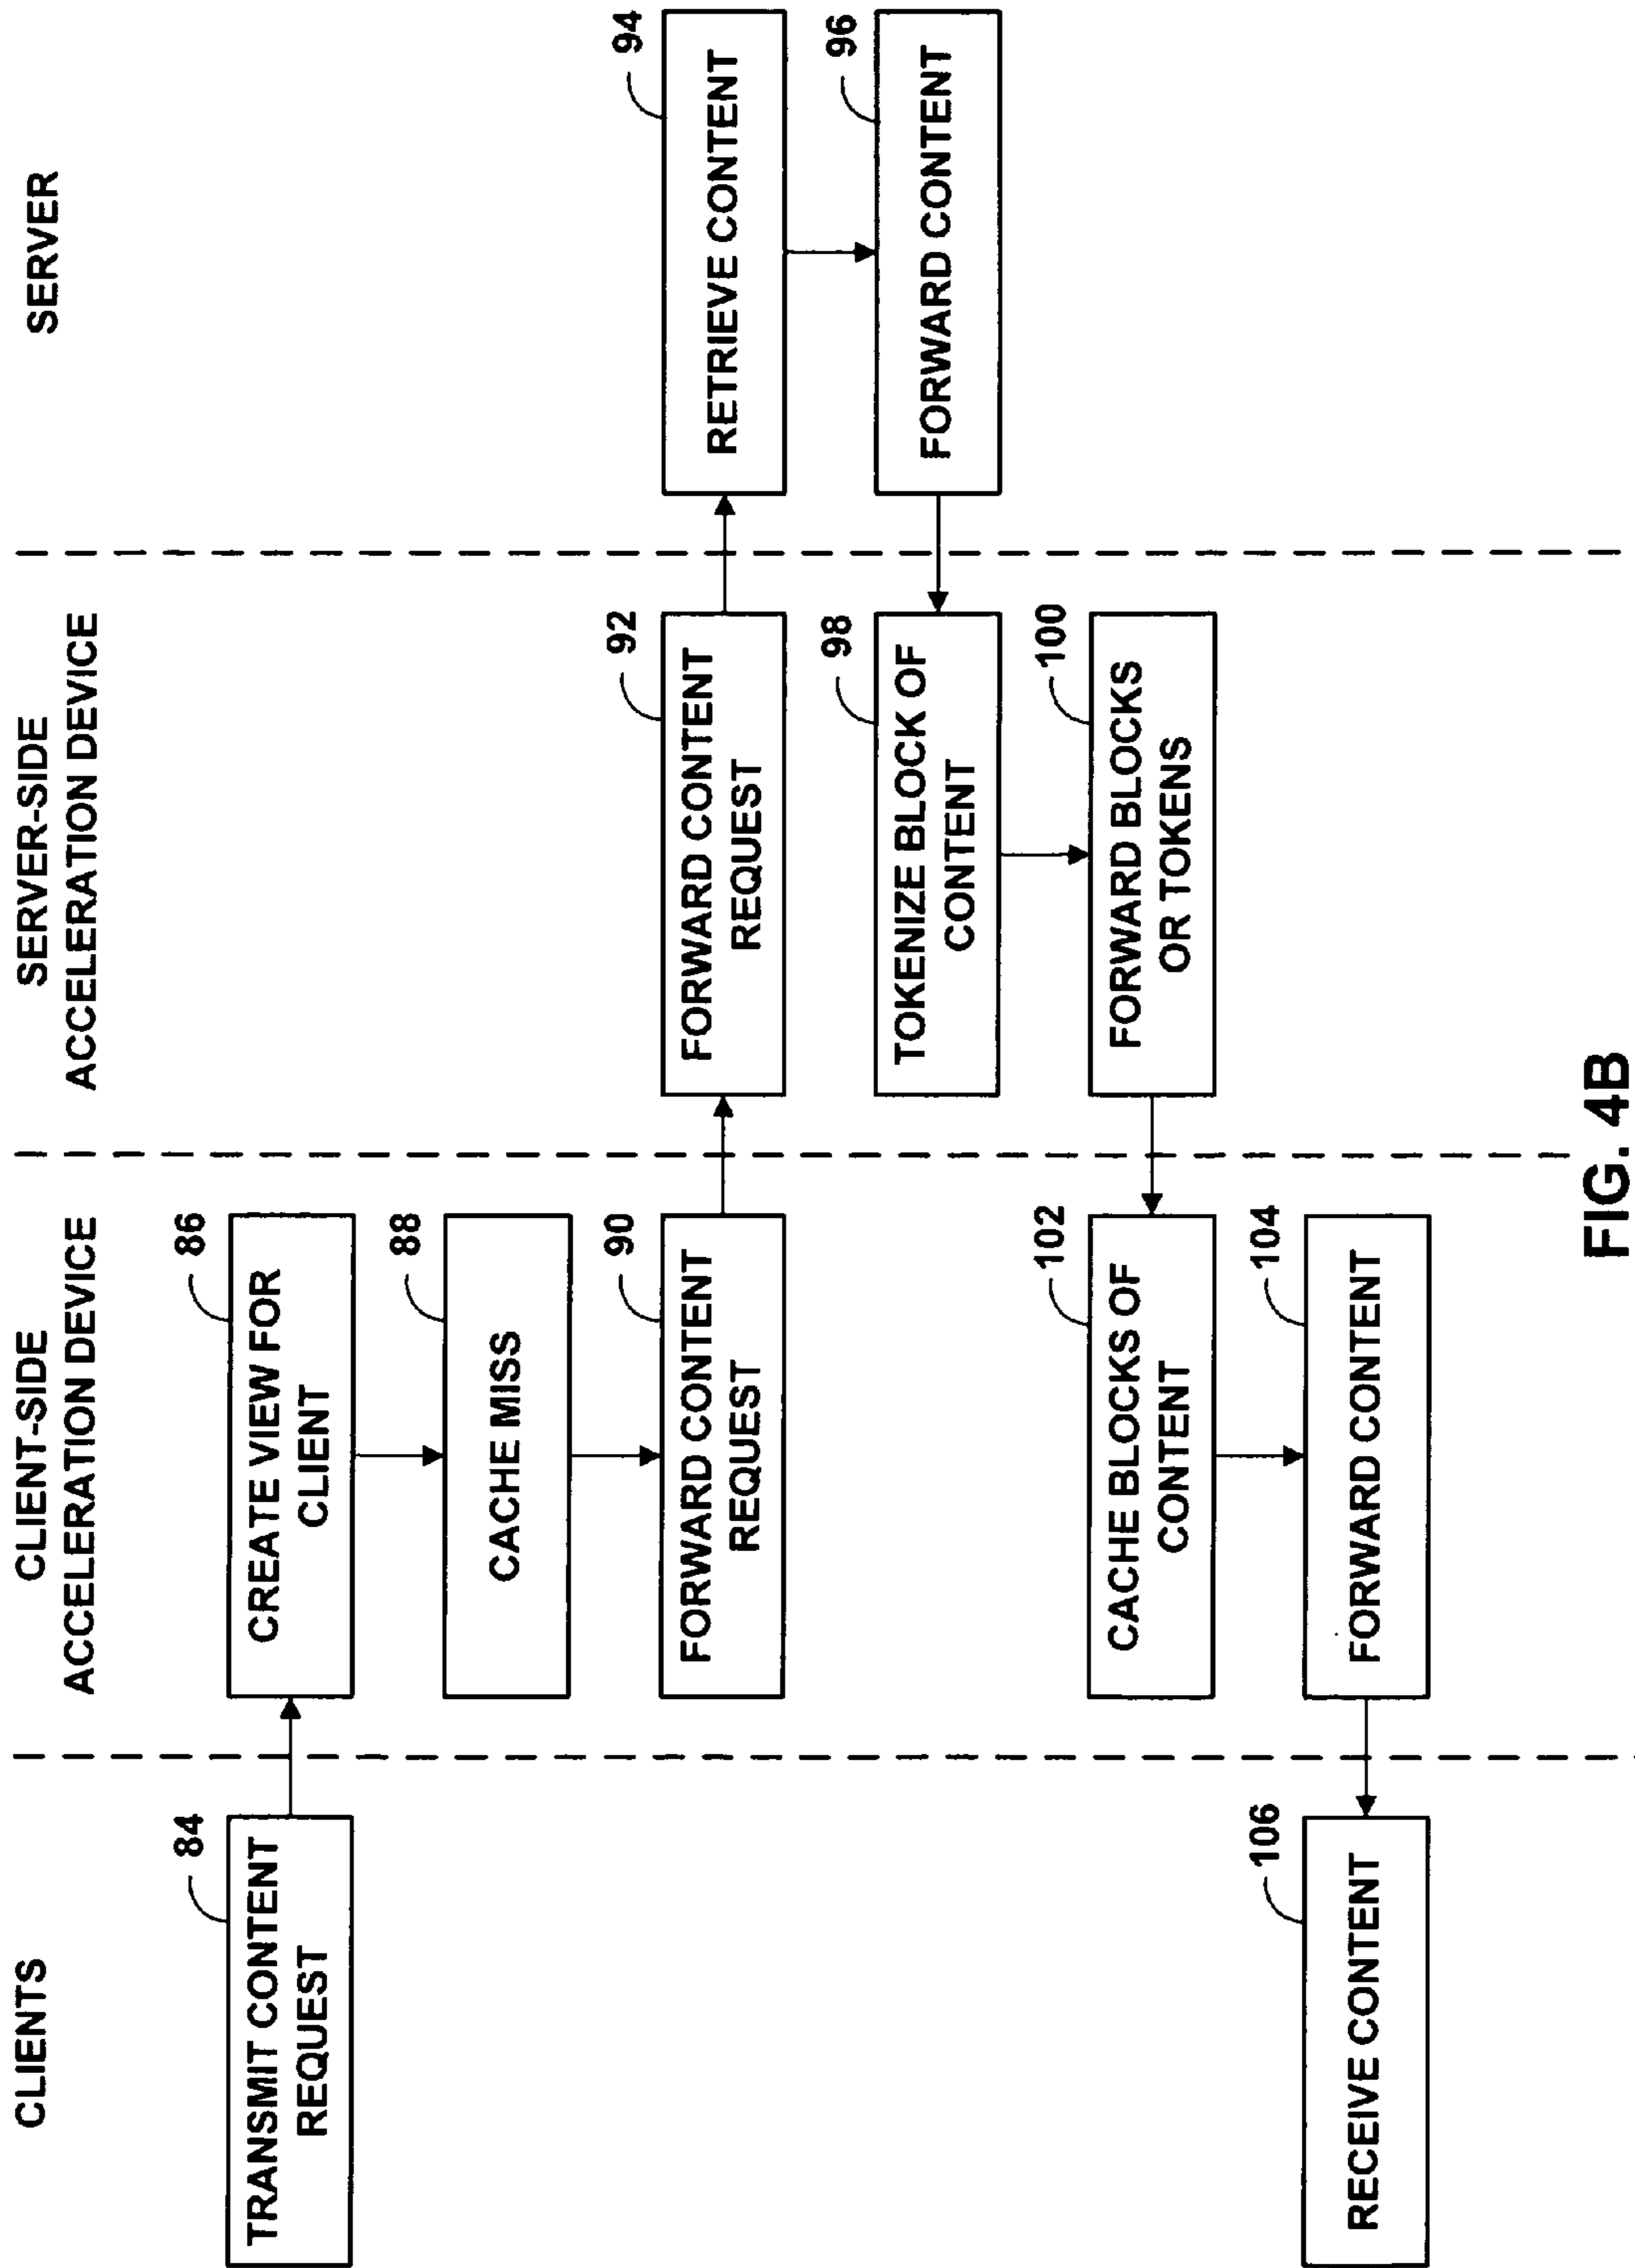 CLIENTS
CLIENT-SIDE
ACCELERATION DEVICE
SERVER-SIDE
ACCELERATION DEVICE
SERVER
84
TRANSMIT CONTENT
REQUEST
86
CREATE VIEW FOR
CLIENT
88
CACHE MISS
90
FORWARD CONTENT
REQUEST
92
FORWARD CONTENT
REQUEST
94
RETRIEVE CONTENT
96
FORWARD CONTENT
98
TOKENIZE BLOCK OF
CONTENT
100
FORWARD BLOCKS
OR TOKENS
102
CACHE BLOCKS OF
CONTENT
104
FORWARD CONTENT
106
RECEIVE CONTENT
FIG. 4B